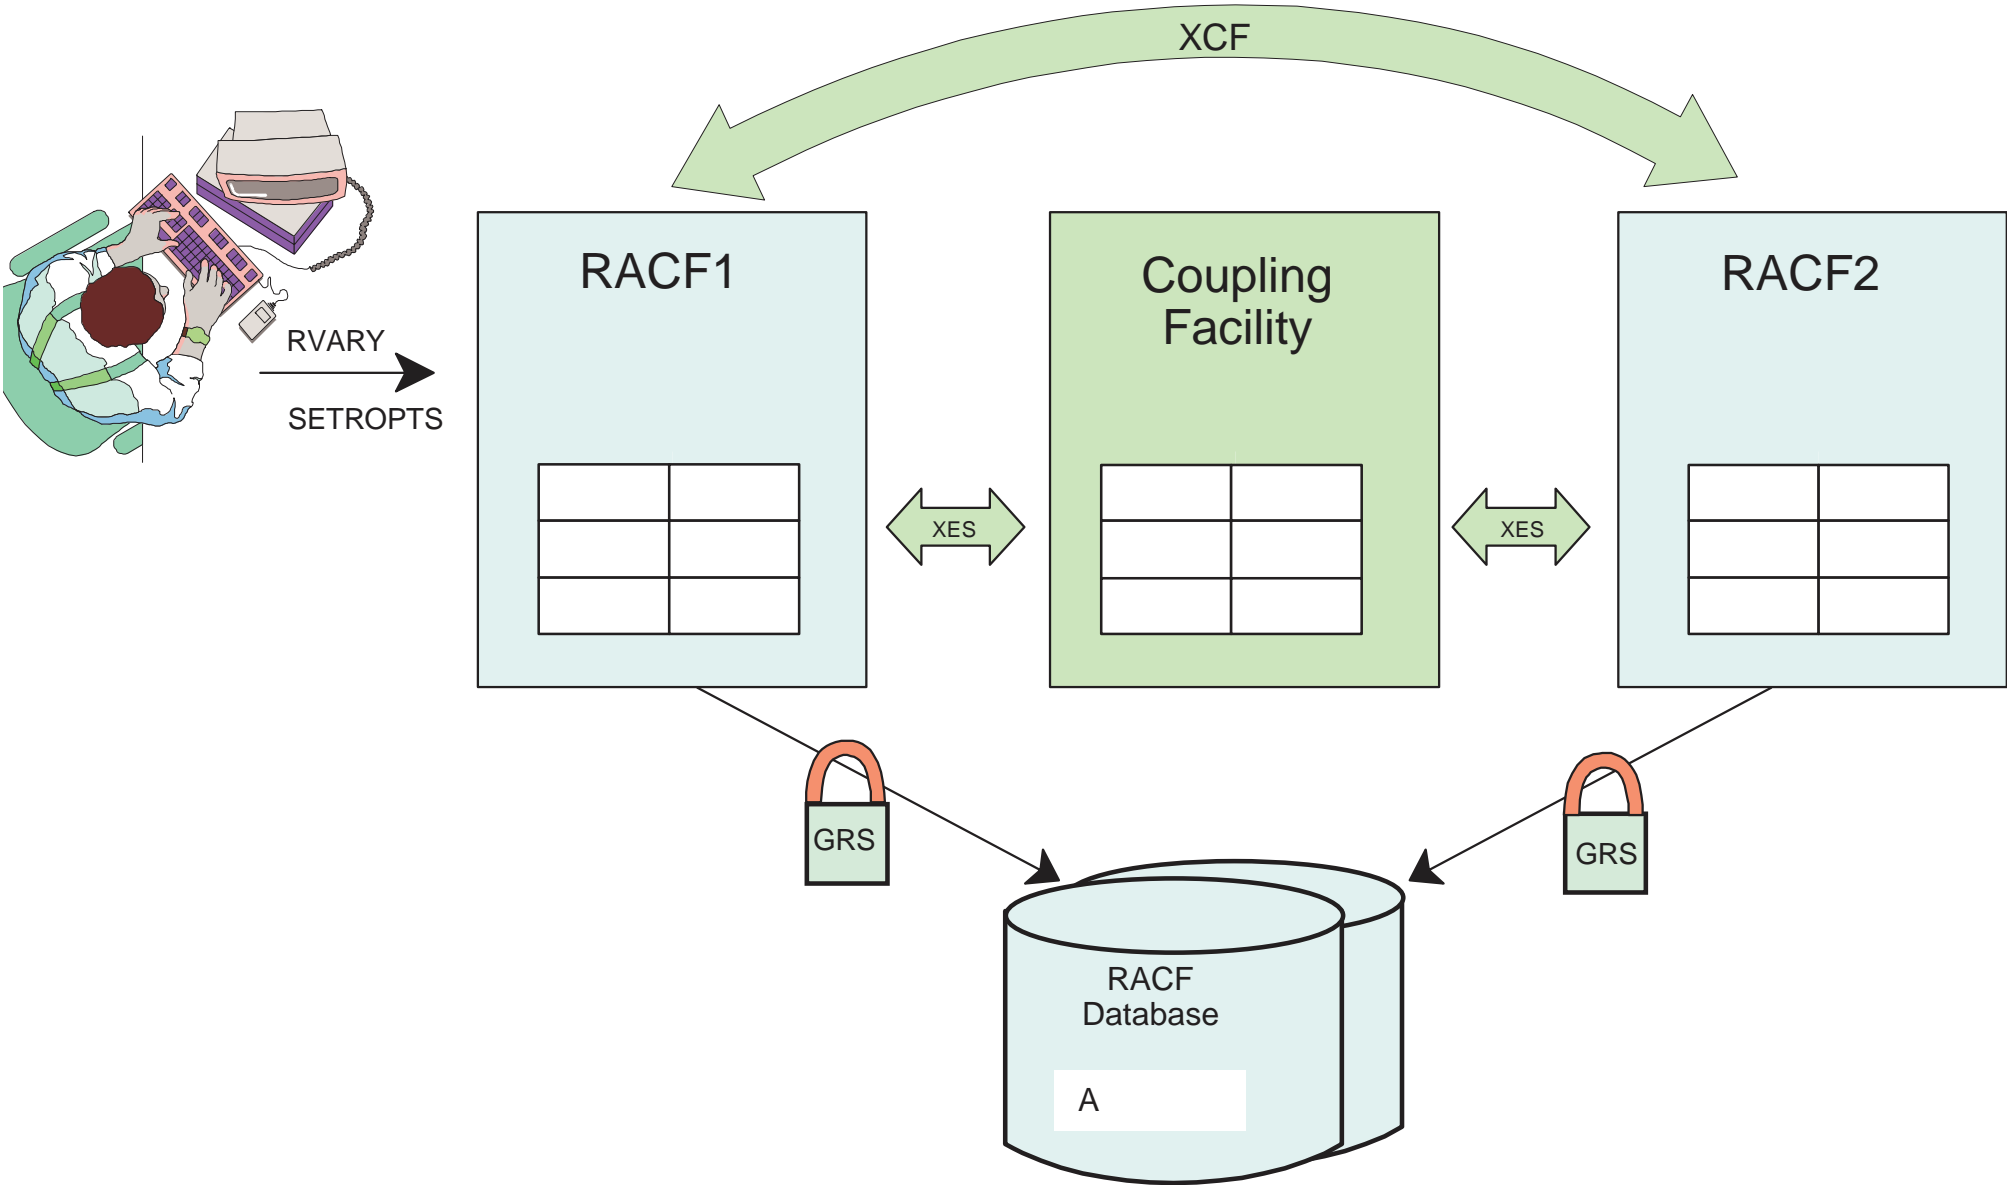 XCF
RACF1
Coupling
Facility
RACF2
RVARY
SETROPTS
XES
XES
GRS
GRS
RACF
Database
A